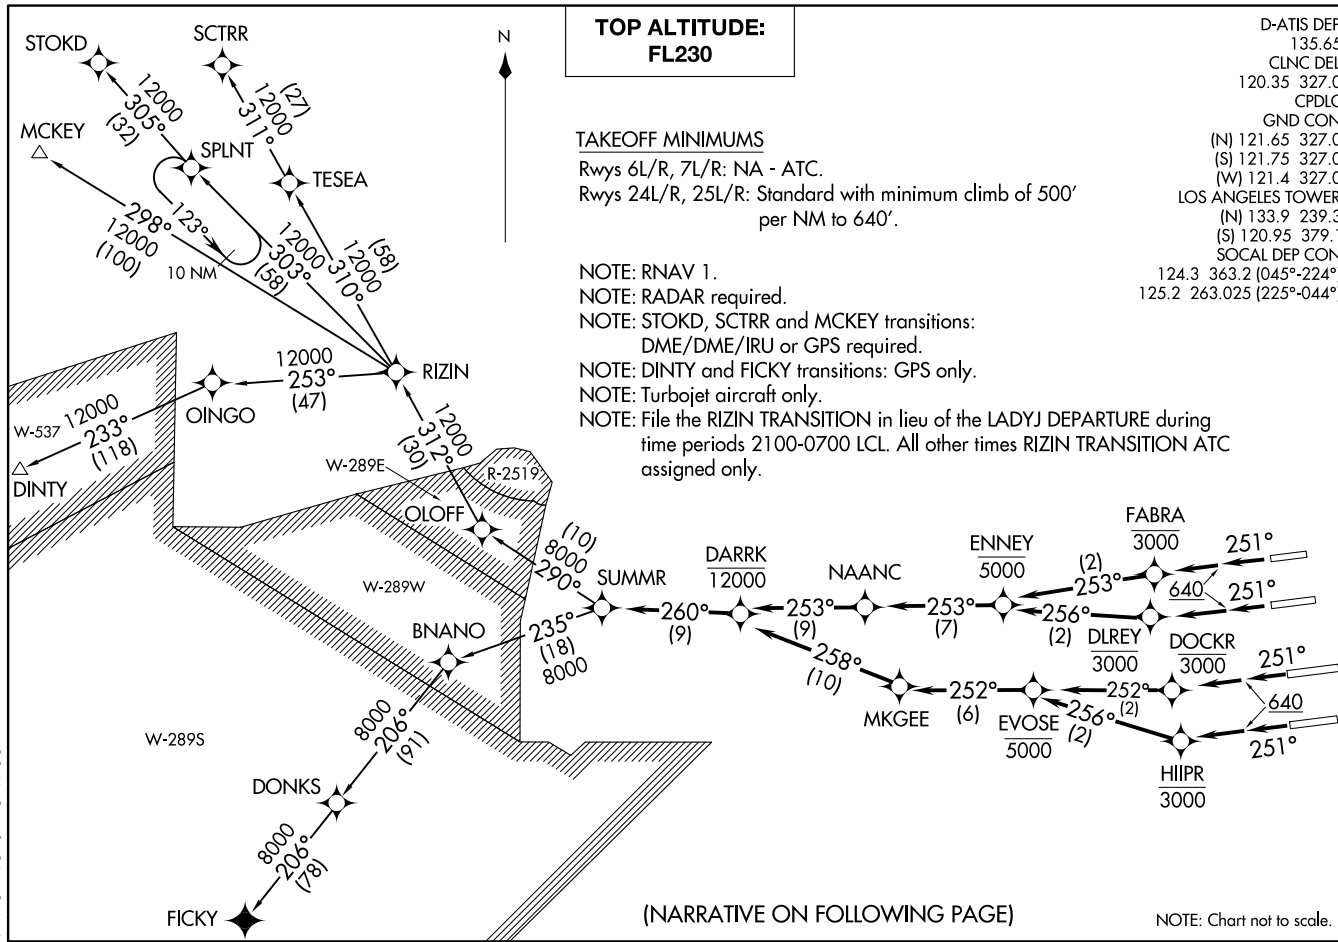 TOP ALTITUDE:
FL230
N
TAKEOFF MINIMUMS
Rwys 6L/R, 7L/R: NA - ATC.
Rwys 24L/R, 25L/R: Standard with minimum climb of 500'
per NM to 640'.
NOTE: RNAV 1.
NOTE: RADAR required.
NOTE: STOKD, SCTRR and MCKEY transitions:
DME/DME/IRU or GPS required.
NOTE: DINTY and FICKY transitions: GPS only.
NOTE: Turbojet aircraft only.
NOTE: File the RIZIN TRANSITION in lieu of the LADYJ DEPARTURE during
time periods 2100-0700 LCL. All other times RIZIN TRANSITION ATC
assigned only.
D-ATIS DEP
135.65
CLNC DEL
120.35 327.0
CPDLC
GND CON
(N) 121.65 327.0
(S) 121.75 327.0
(W) 121.4 327.0
LOS ANGELES TOWER
(N) 133.9 239.3
(S) 120.95 379.1
SOCAL DEP CON
124.3 363.2 (045°-224°)
125.2 263.025 (225°-044°)
STOKD
SCTRR
12000
305°
(32)
(27)
12000
311°
MCKEY
SPLNT
TESEA
123°
10 NM
298°
12000
(100)
12000
303°
(58)
(58)
12000
310°
RIZIN
12000
253°
(47)
OINGO
W-537
12000
233°
(118)
DINTY
12000
312°
(30)
W-289E
R-2519
OLOFF
W-289W
(10)
8000
290°
SUMMR
235°
(18)
8000
BNANO
W-289S
8000
206°
(91)
DONKS
8000
206°
(78)
FICKY
260°
(9)
DARRK
12000
253°
(9)
NAANC
253°
(7)
ENNEY
5000
(2)
253°
FABRA
3000
251°
640
251°
256°
(2)
DLREY
3000
DOCKR
3000
251°
258°
(10)
MKGEE
252°
(6)
EVOSE
5000
252°
(2)
256°
(2)
640
251°
HIIPR
3000
(NARRATIVE ON FOLLOWING PAGE)
NOTE: Chart not to scale.